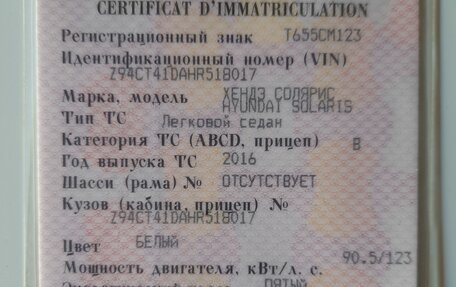 CERTIFICAT D'IMMATRICULATION
Регистрационный знак Т655СМ123
Идентификационный номер (VIN)
Z94CT41DAHR518017
Марка, модель ХЕНДЭ СОЛЯРИС
HYUNDAI SOLARIS
Тип ТС Легковой седан
Категория ТС (ABCD, прицеп) B
Год выпуска ТС 2016
Шасси (рама) № ОТСУТСТВУЕТ
Кузов (кабина, прицеп) №
Z94CT41DAHR518017
Цвет БЕЛЫЙ
90.5/123
Мощность двигателя, кВт/л. с.
ПЯТЫЙ